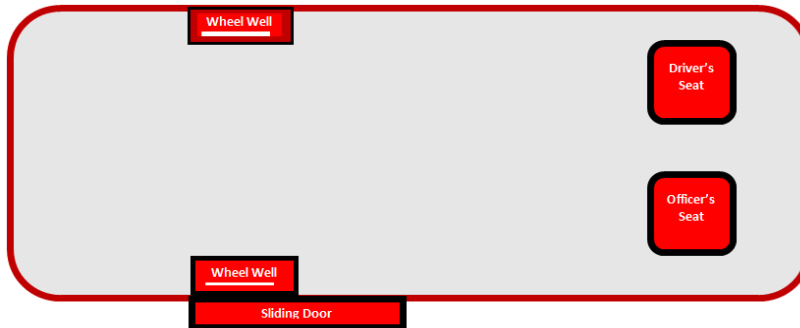 Wheel Well
Driver's
Seat
Officer's
Seat
Wheel Well
Sliding Door